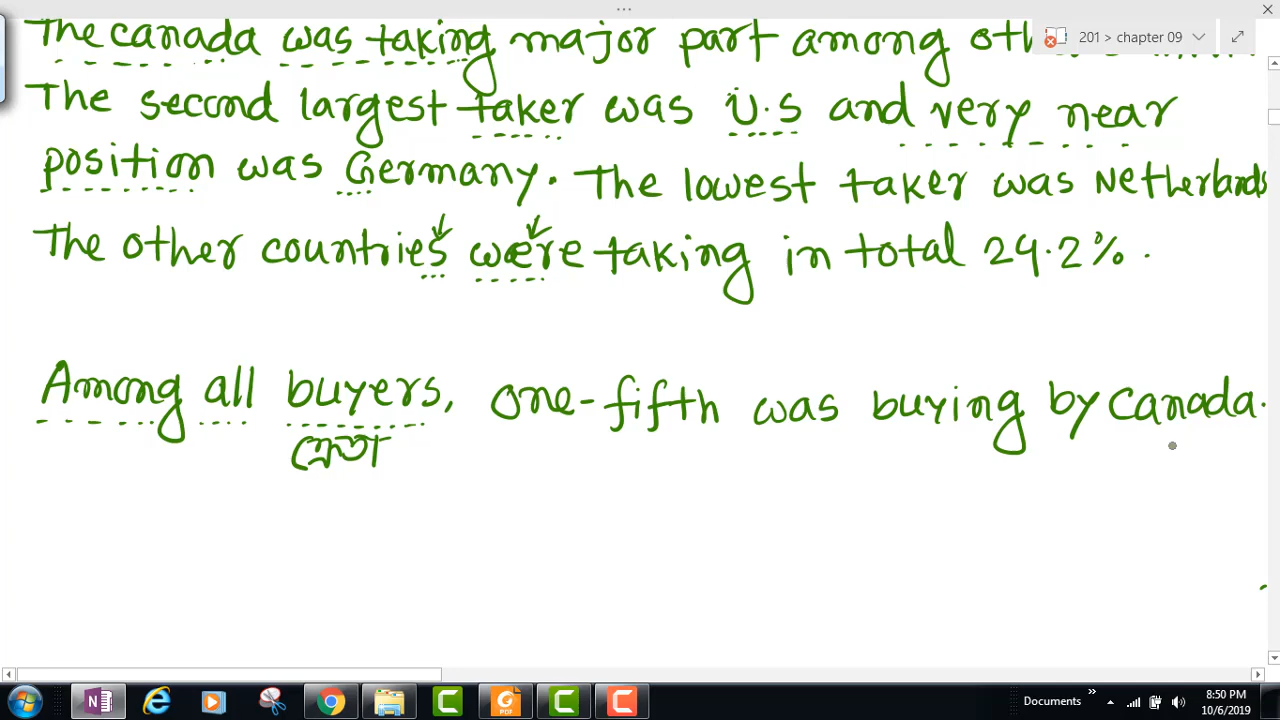 201 > chapter 09
The canada was taking major part among
The second largest taker was U.S and very near
position was Germany. The lowest taker was Netherlands
The other countries were taking in total 24.2%.
Among all buyers, one-fifth was buying by Canada.
ক্রেতা
Documents
8:50 PM
10/6/2019